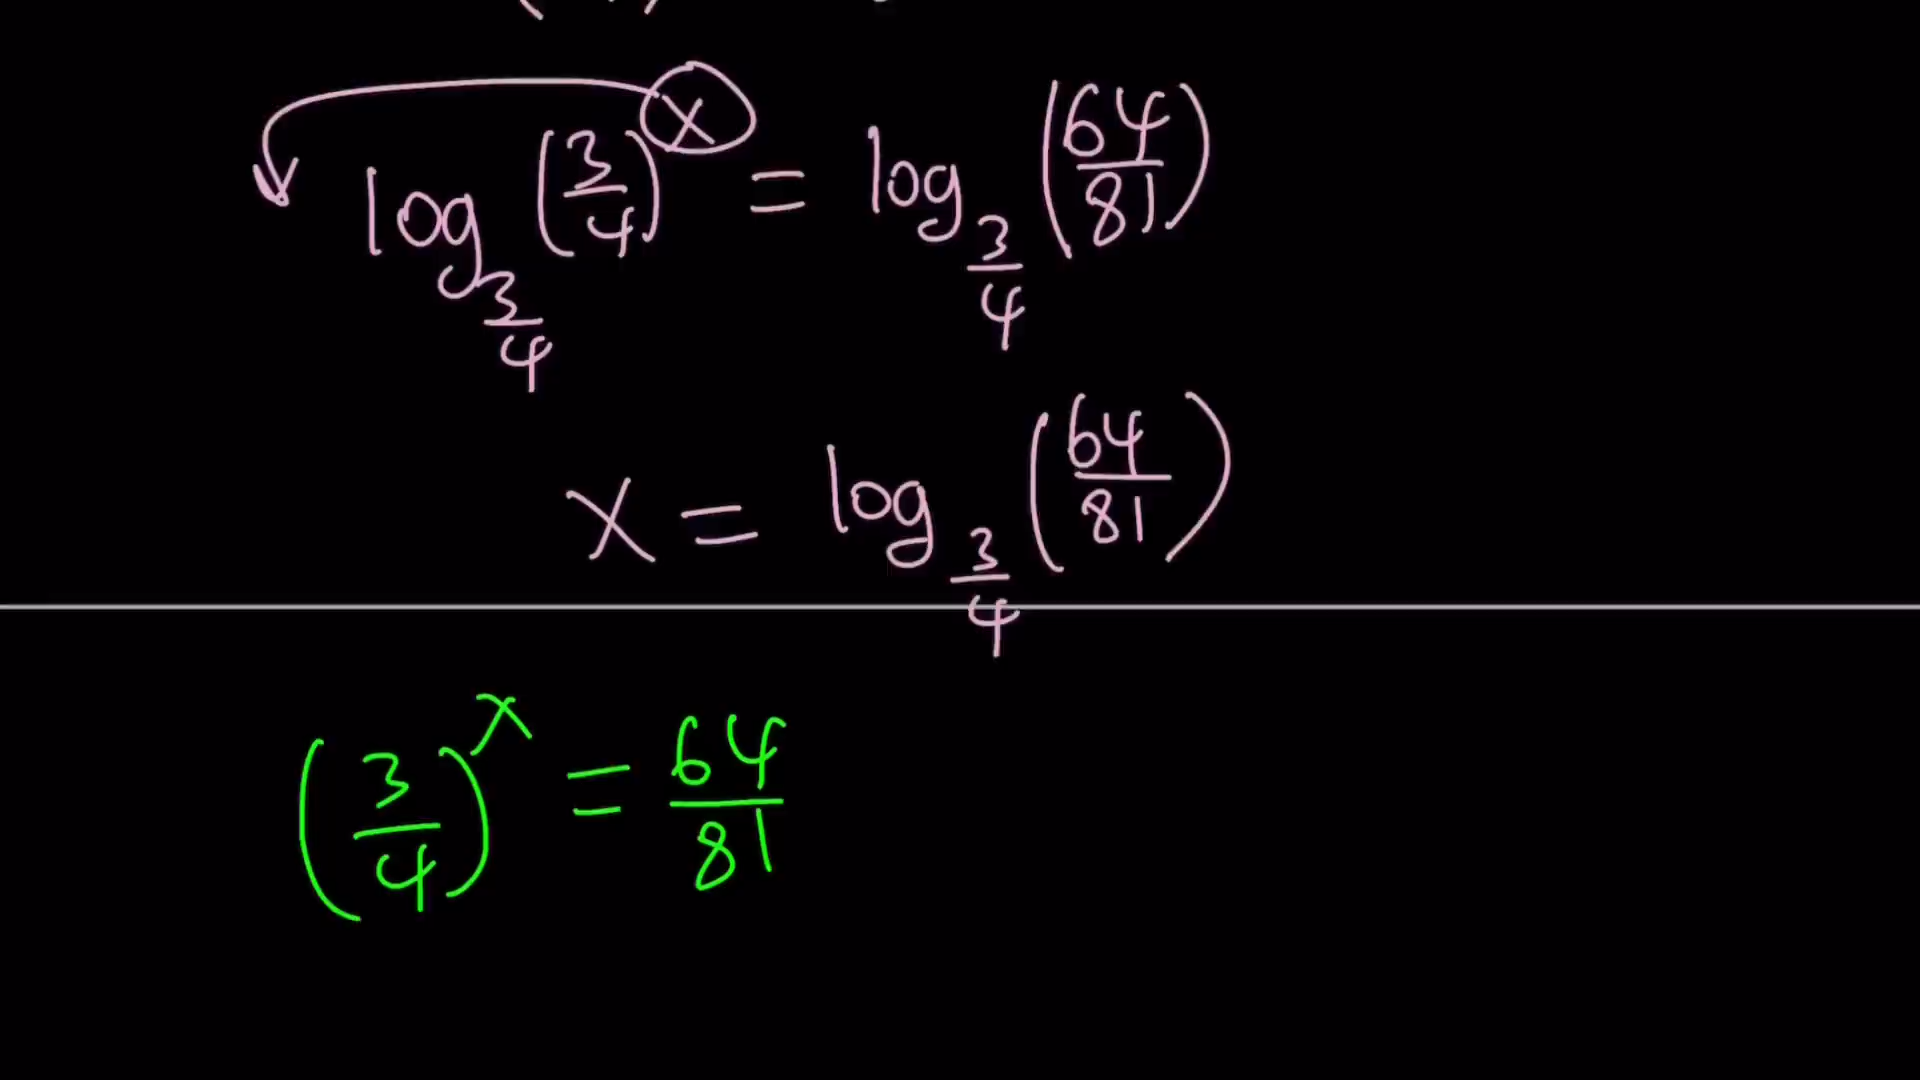 log_{3/4} (3/4)^x = log_{3/4} (64/81)
x = log_{3/4} (64/81)
(3/4)^x = 64/81